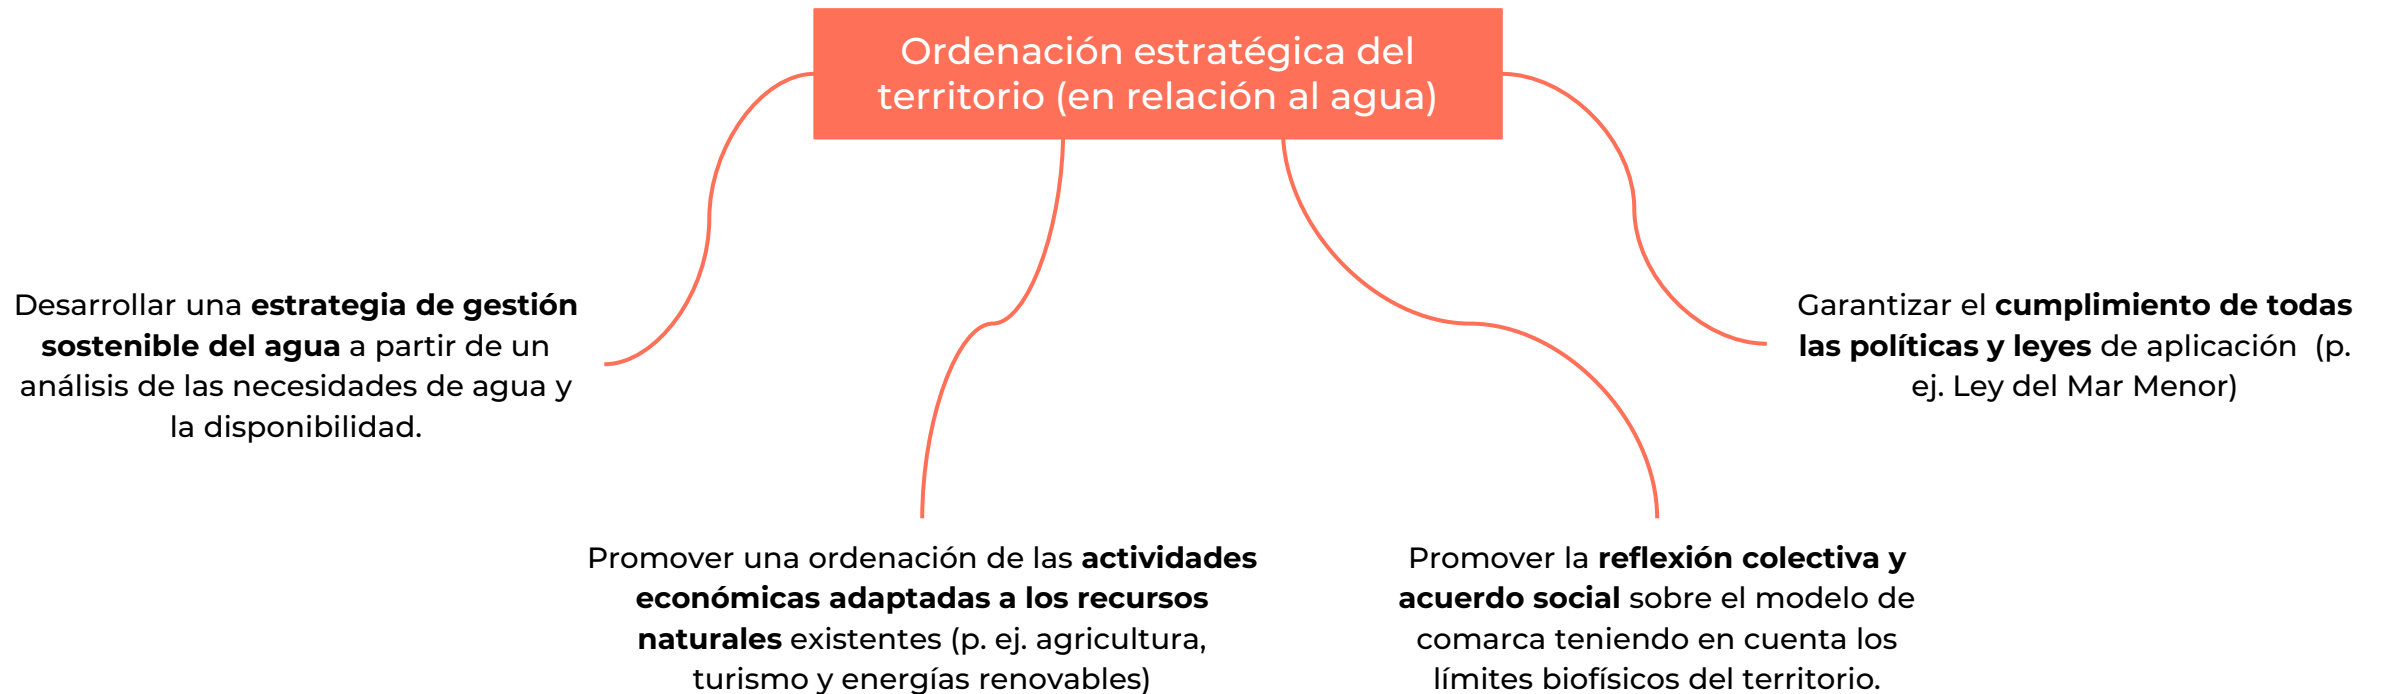 Ordenación estratégica del
territorio (en relación al agua)
Desarrollar una estrategia de gestión
sostenible del agua a partir de un
análisis de las necesidades de agua y
la disponibilidad.
Promover una ordenación de las actividades
económicas adaptadas a los recursos
naturales existentes (p. ej. agricultura,
turismo y energías renovables)
Promover la reflexión colectiva y
acuerdo social sobre el modelo de
comarca teniendo en cuenta los
límites biofísicos del territorio.
Garantizar el cumplimiento de todas
las políticas y leyes de aplicación  (p.
ej. Ley del Mar Menor)